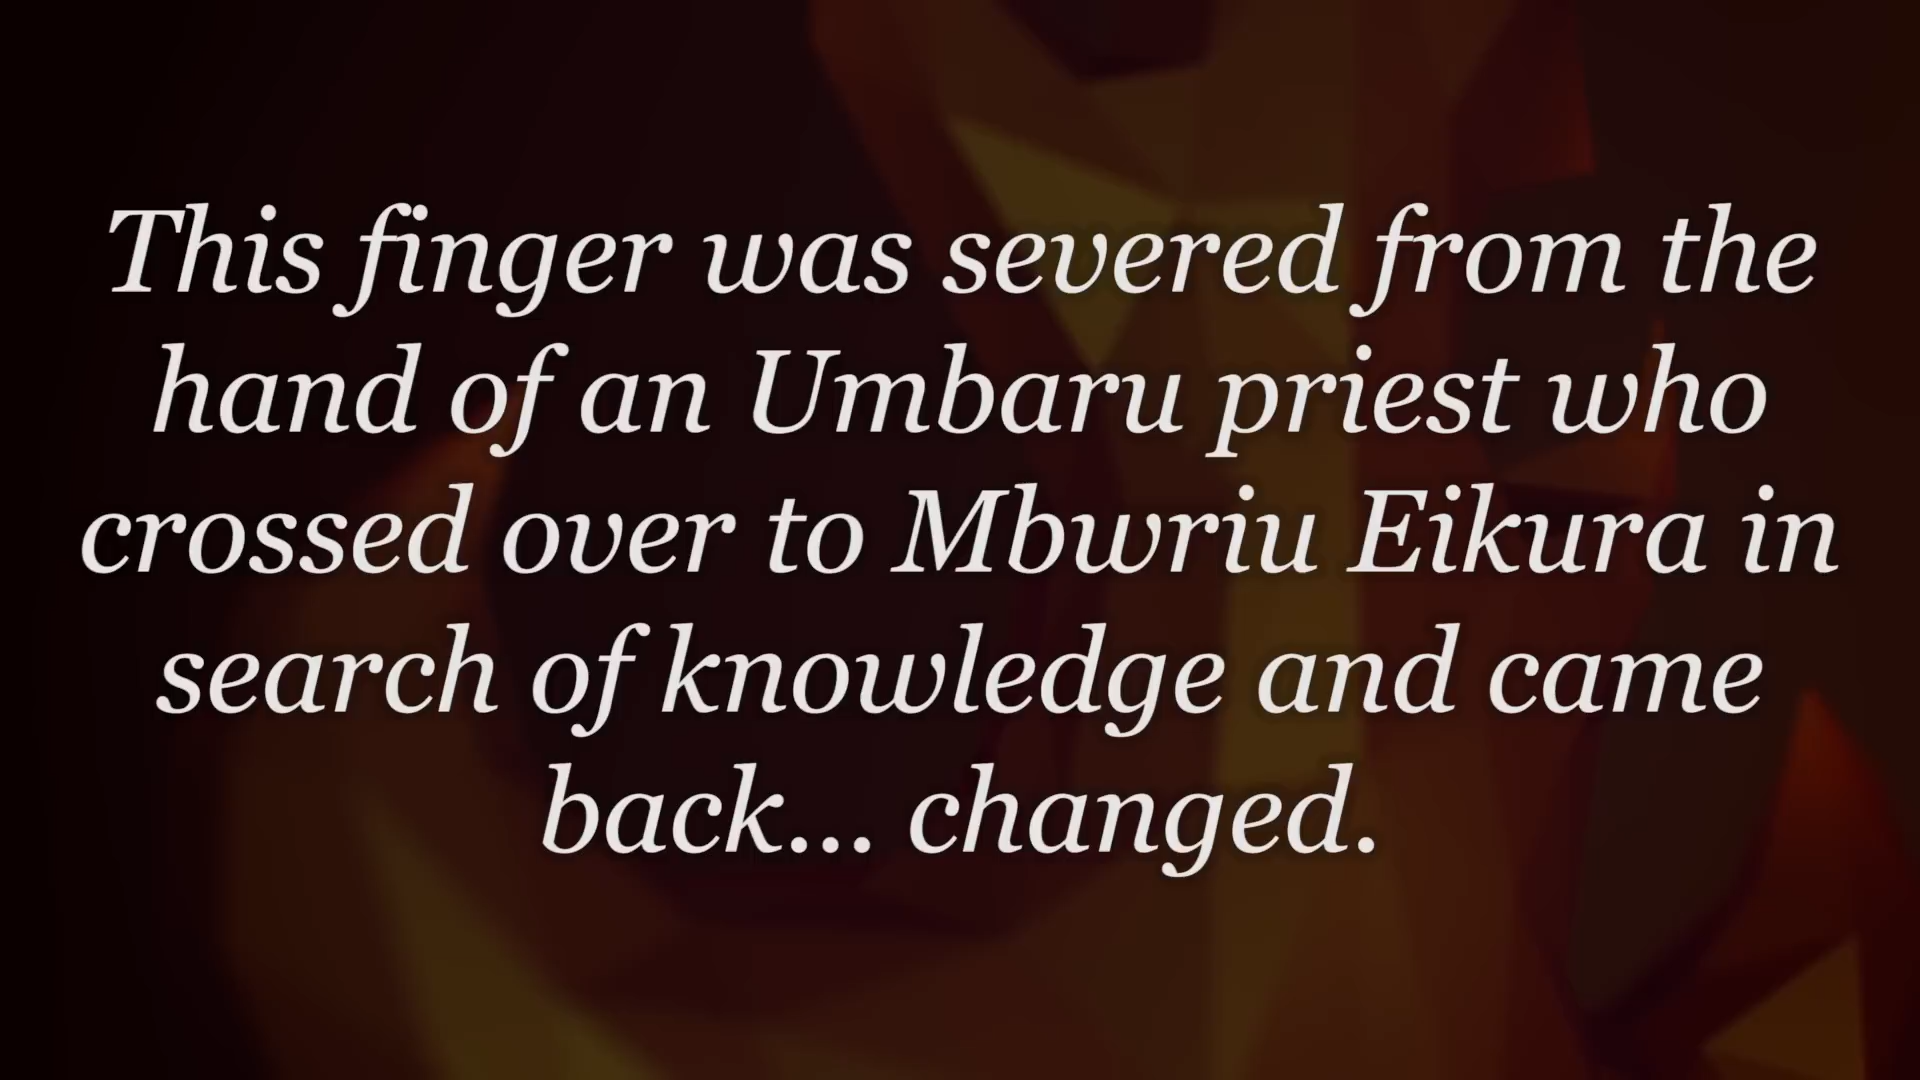 This finger was severed from the
hand of an Umbaru priest who
crossed over to Mbwriu Eikura in
search of knowledge and came
back... changed.